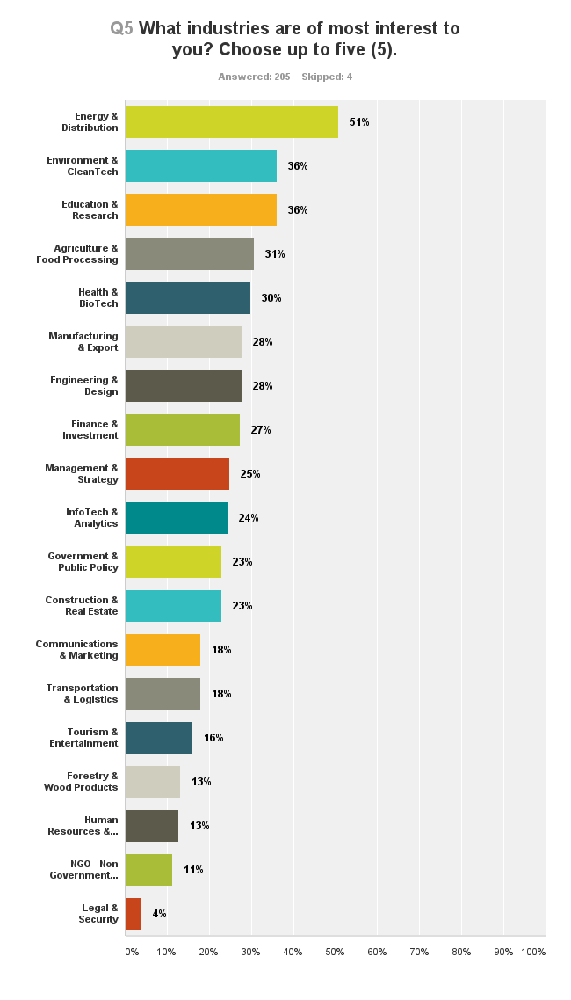 Q5 What industries are of most interest to
you? Choose up to five (5).
Answered: 205 Skipped: 4
Energy &
Distribution
51%
Environment &
CleanTech
36%
Education &
Research
36%
Agriculture &
Food Processing
31%
Health &
BioTech
30%
Manufacturing
& Export
28%
Engineering &
Design
28%
Finance &
Investment
27%
Management &
Strategy
25%
InfoTech &
Analytics
24%
Government &
Public Policy
23%
Construction &
Real Estate
23%
Communications
& Marketing
18%
Transportation
& Logistics
18%
Tourism &
Entertainment
16%
Forestry &
Wood Products
13%
Human
Resources &...
13%
NGO - Non
Government...
11%
Legal &
Security
4%
0% 10% 20% 30% 40% 50% 60% 70% 80% 90% 100%